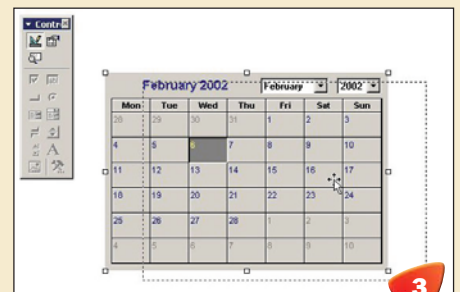 Contro
February 2002 February 2002
Mon Tue Wed Thu Fri Sat Sun
28 29 30 31 1 2 3
4 5 6 7 8 9 10
11 12 13 14 15 16 17
18 19 20 21 22 23 24
25 26 27 28 1 2 3
4 5 6 7 8 9 10
3